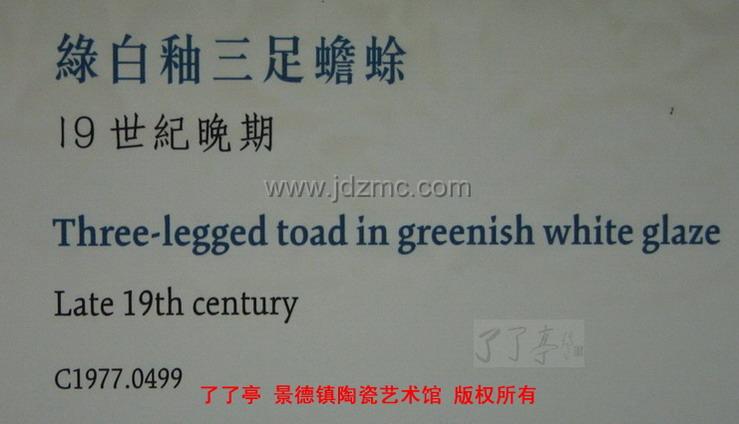 綠白釉三足蟾蜍
19世紀晚期
www.jdzmc.com
Three-legged toad in greenish white glaze
Late 19th century
了了亭
C1977.0499
了了亭 景德镇陶瓷艺术馆 版权所有